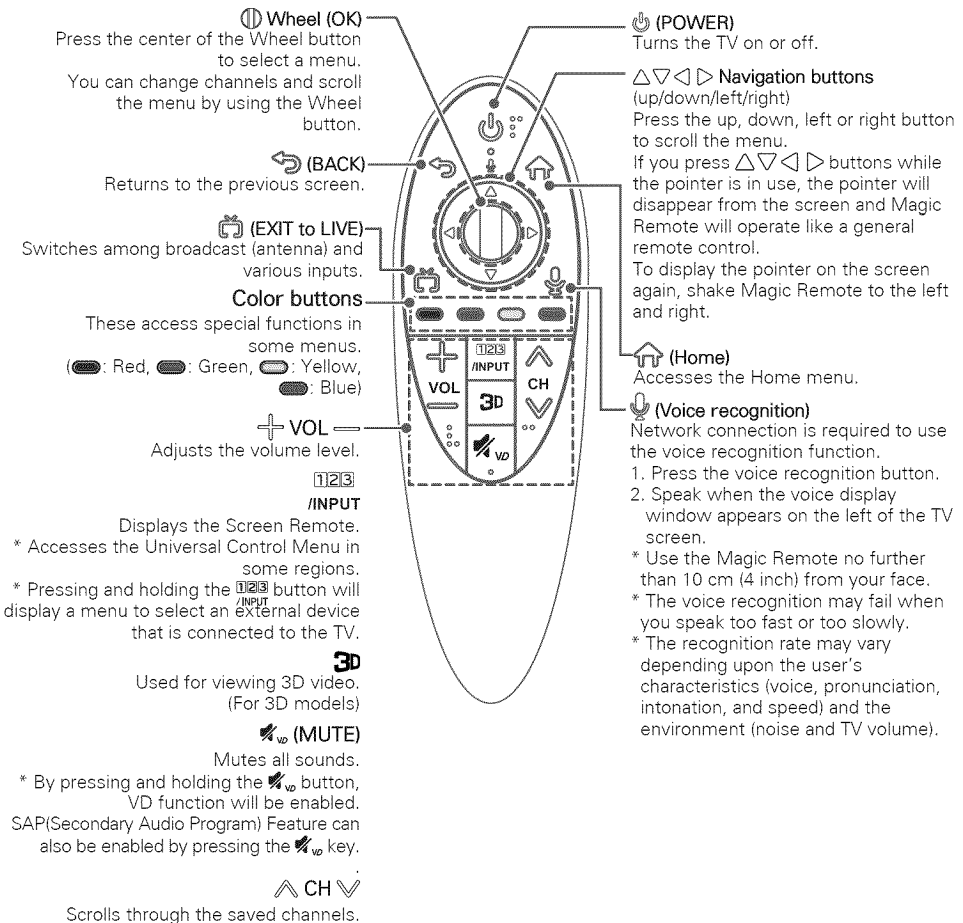 Wheel (OK)
Press the center of the Wheel button
to select a menu.
You can change channels and scroll
the menu by using the Wheel
button.
(BACK)
Returns to the previous screen.
(EXIT to LIVE)
Switches among broadcast (antenna) and
various inputs.
Color buttons
These access special functions in
some menus.
( : Red, : Green, : Yellow,
: Blue)
+ VOL —
Adjusts the volume level.
123
/INPUT
Displays the Screen Remote.
* Accesses the Universal Control Menu in
some regions.
* Pressing and holding the 123 /INPUT button will
display a menu to select an external device
that is connected to the TV.
3D
Used for viewing 3D video.
(For 3D models)
VD (MUTE)
Mutes all sounds.
* By pressing and holding the VD button,
VD function will be enabled.
SAP(Secondary Audio Program) Feature can
also be enabled by pressing the VD key.
.
CH
Scrolls through the saved channels.
+
VOL
—
123
/INPUT
3D
VD
CH
(POWER)
Turns the TV on or off.
△▽◁▷ Navigation buttons
(up/down/left/right)
Press the up, down, left or right button
to scroll the menu.
If you press △▽◁▷ buttons while
the pointer is in use, the pointer will
disappear from the screen and Magic
Remote will operate like a general
remote control.
To display the pointer on the screen
again, shake Magic Remote to the left
and right.
(Home)
Accesses the Home menu.
(Voice recognition)
Network connection is required to use
the voice recognition function.
1. Press the voice recognition button.
2. Speak when the voice display
window appears on the left of the TV
screen.
* Use the Magic Remote no further
than 10 cm (4 inch) from your face.
* The voice recognition may fail when
you speak too fast or too slowly.
* The recognition rate may vary
depending upon the user's
characteristics (voice, pronunciation,
intonation, and speed) and the
environment (noise and TV volume).